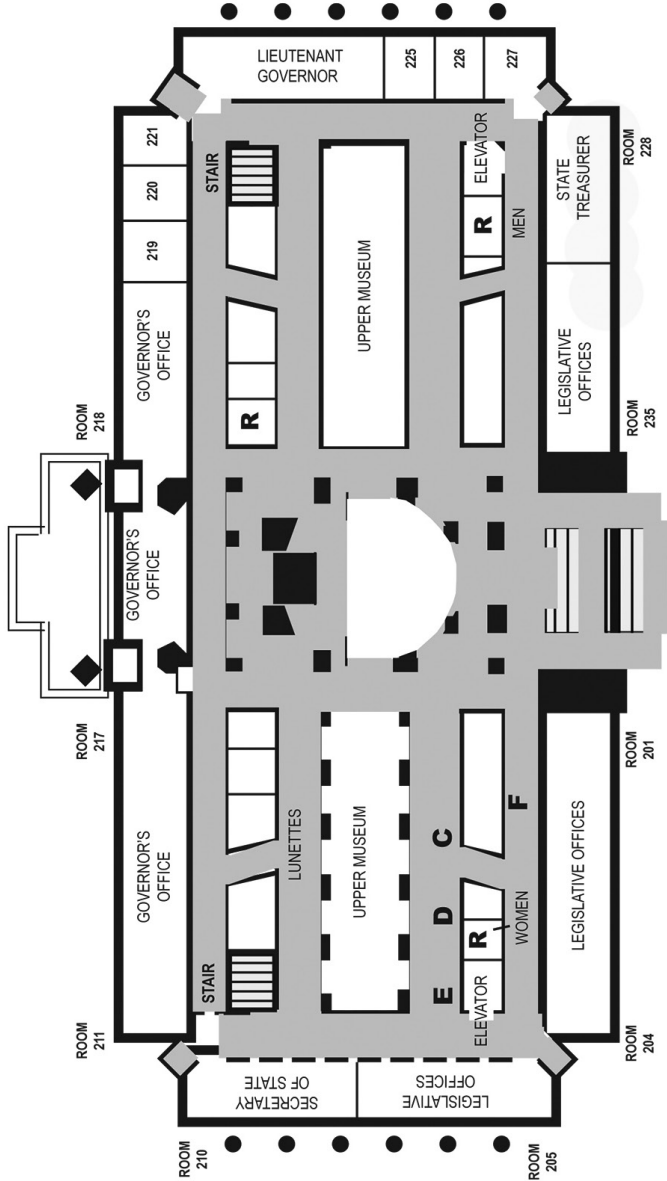 LIEUTENANT
GOVERNOR
225
226
227
221
220
219
STAIR
ELEVATOR
R
MEN
STATE
TREASURER
ROOM
228
GOVERNOR'S
OFFICE
UPPER MUSEUM
LEGISLATIVE
OFFICES
ROOM
218
R
ROOM
235
GOVERNOR'S
OFFICE
ROOM
217
ROOM
201
GOVERNOR'S
OFFICE
LUNETTES
UPPER MUSEUM
C
F
D
R
WOMEN
E
ELEVATOR
LEGISLATIVE OFFICES
STAIR
ROOM
211
ROOM
204
SECRETARY
OF STATE
LEGISLATIVE
OFFICES
ROOM
210
ROOM
205